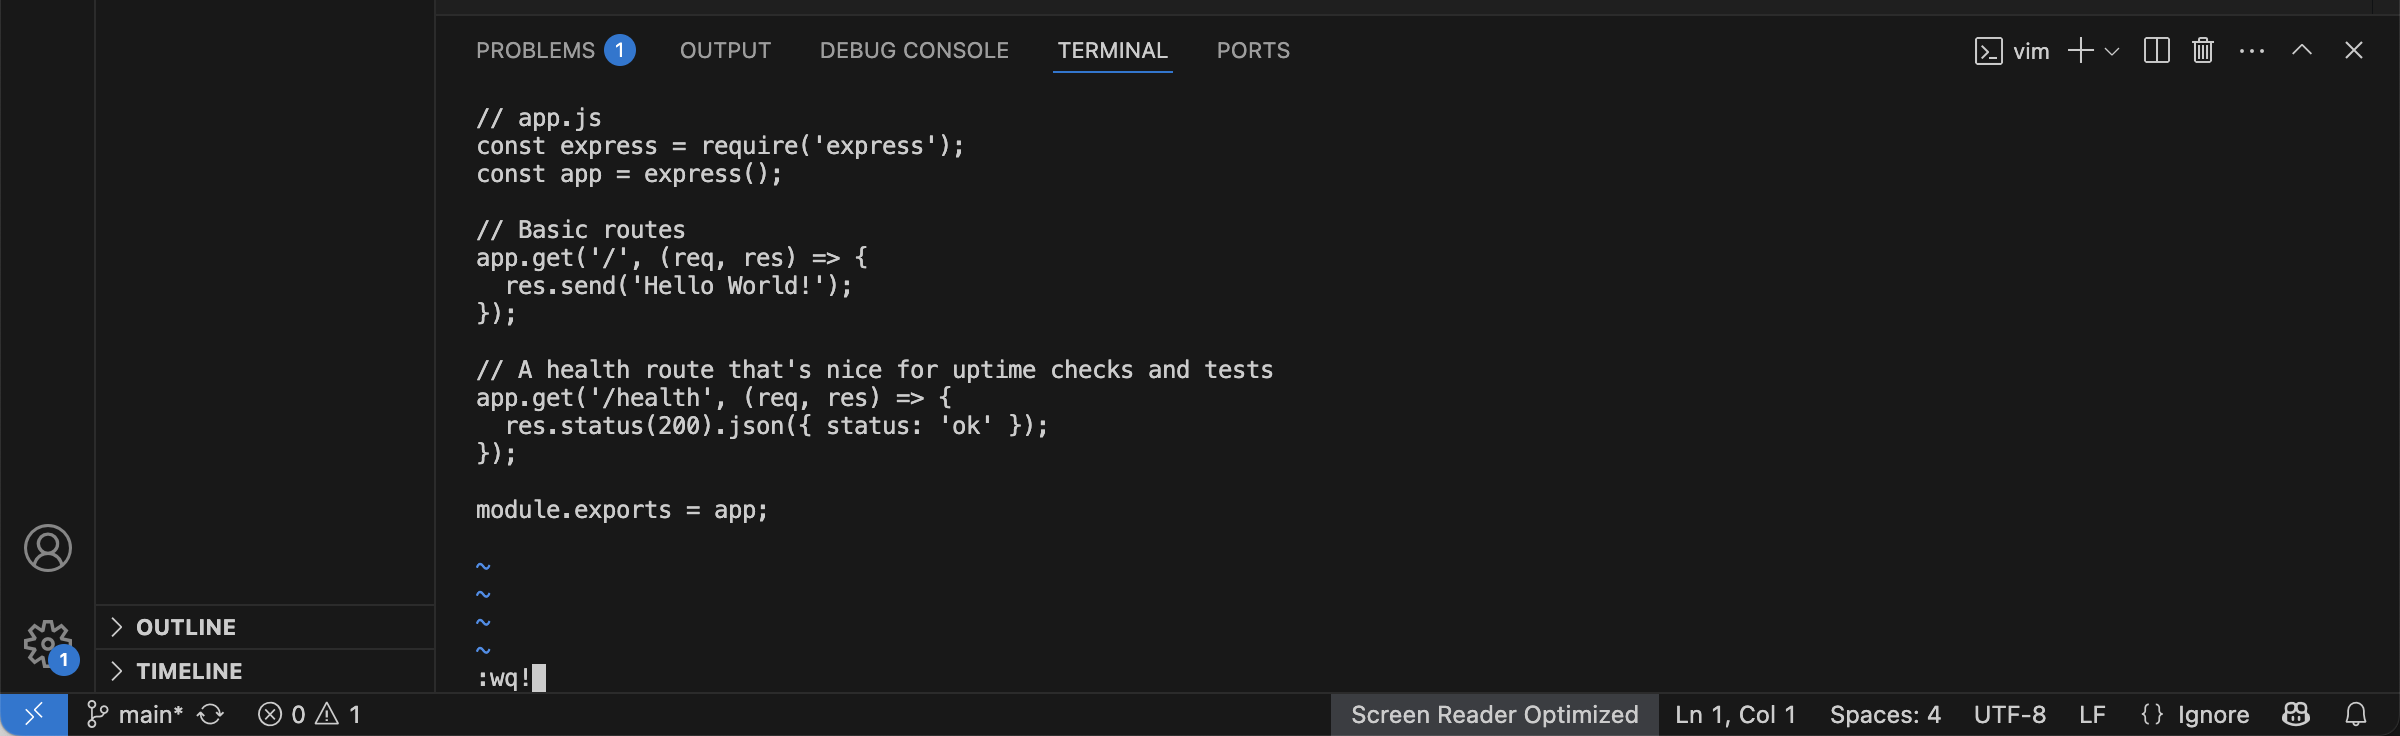 PROBLEMS 1 OUTPUT DEBUG CONSOLE TERMINAL PORTS vim
// app.js
const express = require('express');
const app = express();
// Basic routes
app.get('/', (req, res) => {
  res.send('Hello World!');
});
// A health route that's nice for uptime checks and tests
app.get('/health', (req, res) => {
  res.status(200).json({ status: 'ok' });
});
module.exports = app;
~
~
~
~
:wq!
OUTLINE
1
TIMELINE
main* 0 1 Screen Reader Optimized Ln 1, Col 1 Spaces: 4 UTF-8 LF {} Ignore